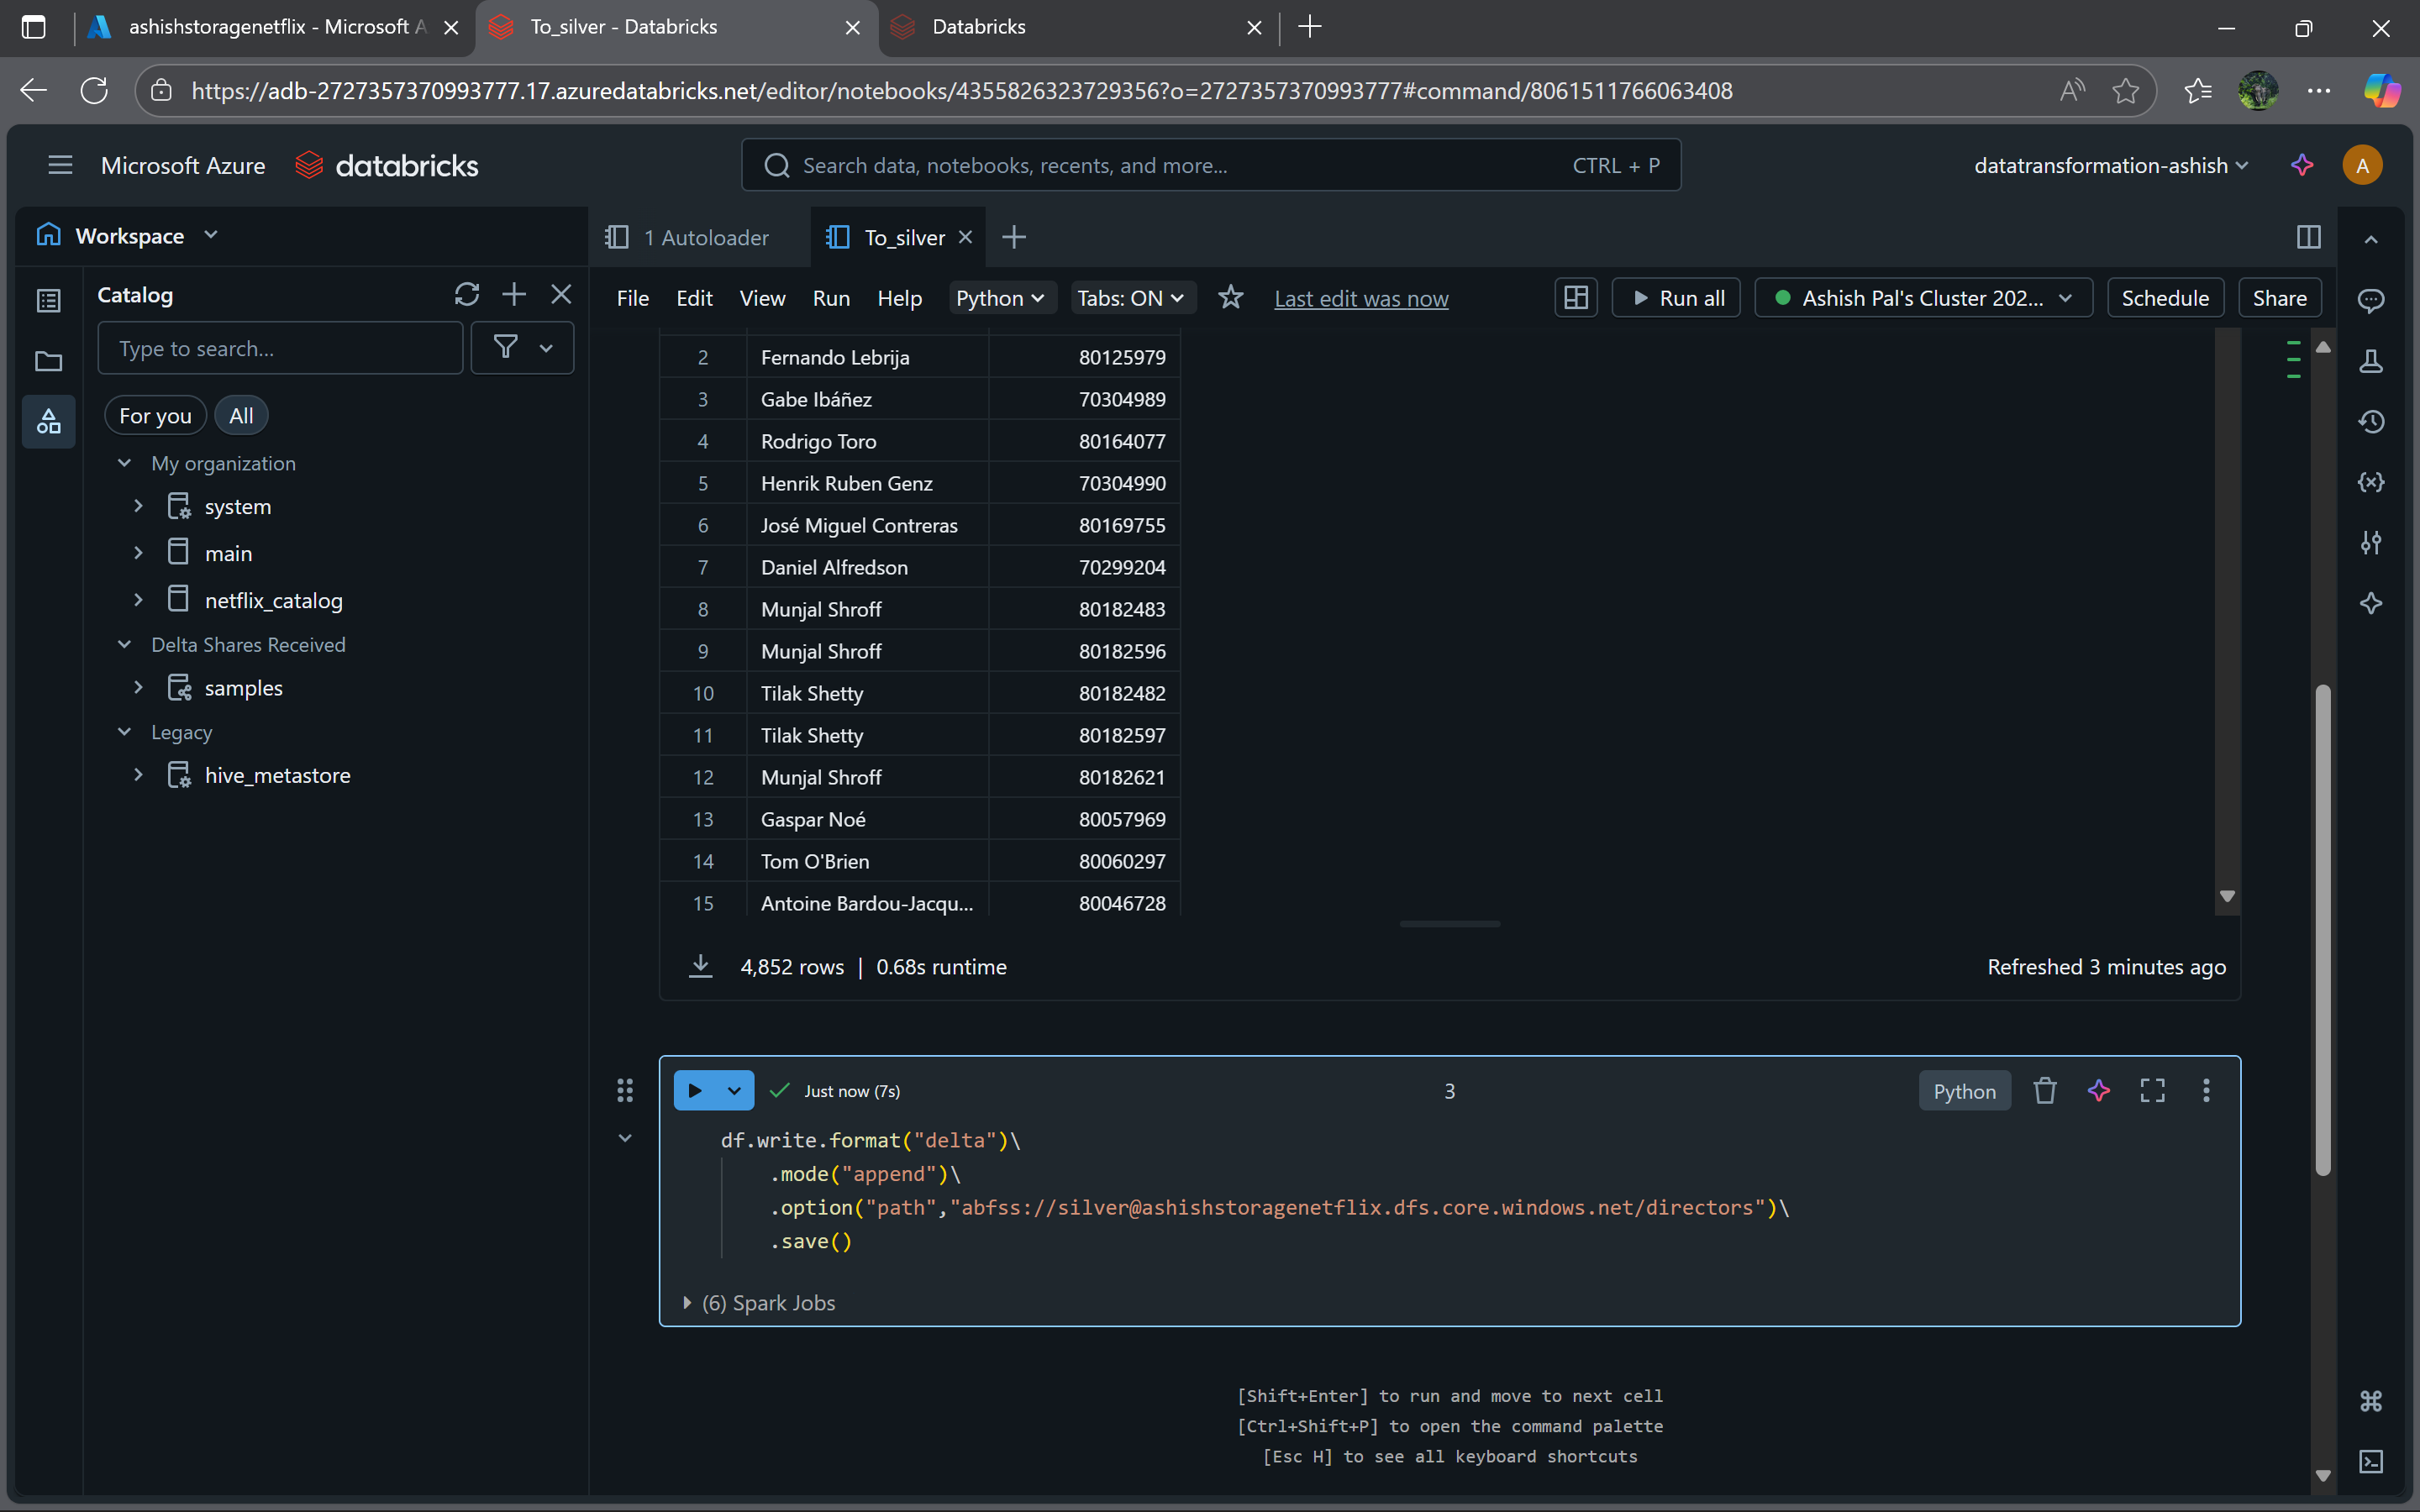 ashishstoragenetflix - Microsoft A
To_silver - Databricks
Databricks
https://adb-2727357370993777.17.azuredatabricks.net/editor/notebooks/4355826323729356?o=2727357370993777#command/8061511766063408
Microsoft Azure databricks
Search data, notebooks, recents, and more... CTRL + P
datatransformation-ashish
A
Workspace
1 Autoloader
To_silver
Catalog
Type to search...
For you All
My organization
system
main
netflix_catalog
Delta Shares Received
samples
Legacy
hive_metastore
File Edit View Run Help Python Tabs: ON Last edit was now
Run all Ashish Pal's Cluster 202... Schedule Share
2 Fernando Lebrija 80125979
3 Gabe Ibáñez 70304989
4 Rodrigo Toro 80164077
5 Henrik Ruben Genz 70304990
6 José Miguel Contreras 80169755
7 Daniel Alfredson 70299204
8 Munjal Shroff 80182483
9 Munjal Shroff 80182596
10 Tilak Shetty 80182482
11 Tilak Shetty 80182597
12 Munjal Shroff 80182621
13 Gaspar Noé 80057969
14 Tom O'Brien 80060297
15 Antoine Bardou-Jacqu... 80046728
4,852 rows | 0.68s runtime Refreshed 3 minutes ago
Just now (7s) 3 Python
df.write.format("delta")\
.mode("append")\
.option("path","abfss://silver@ashishstoragenetflix.dfs.core.windows.net/directors")\
.save()
(6) Spark Jobs
[Shift+Enter] to run and move to next cell
[Ctrl+Shift+P] to open the command palette
[Esc H] to see all keyboard shortcuts